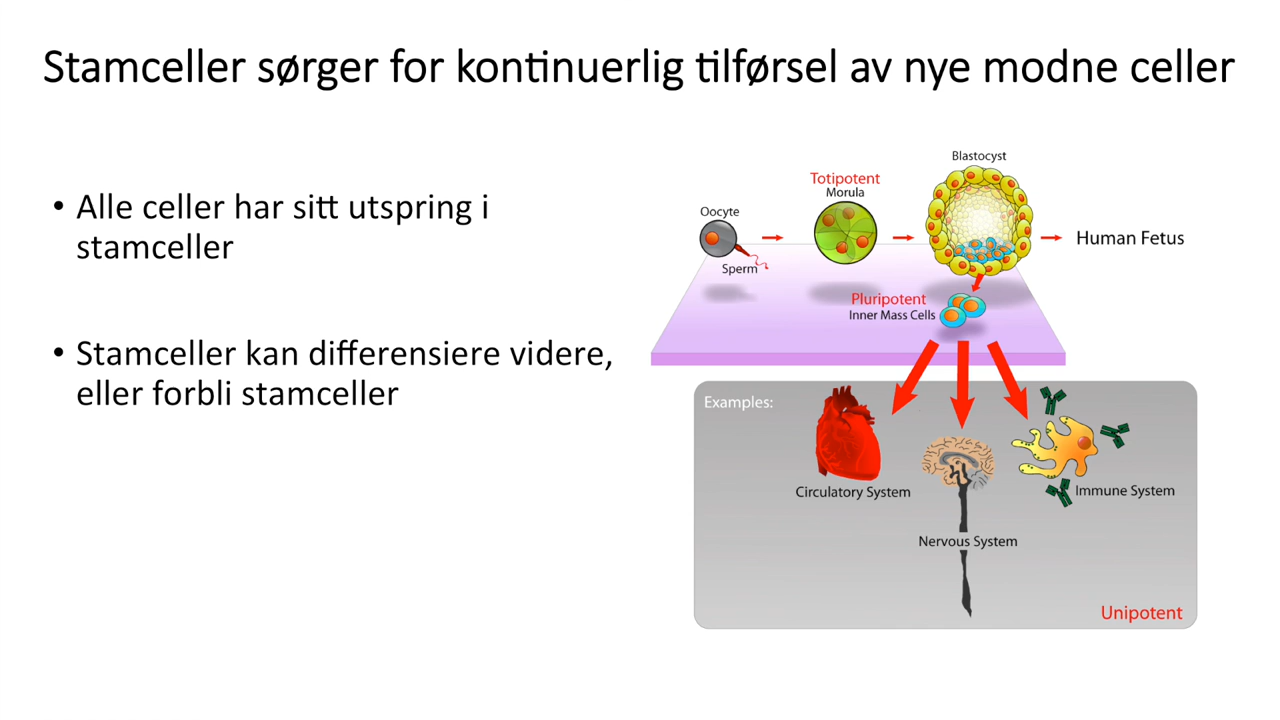 Stamceller sørger for kontinuerlig tilførsel av nye modne celler
• Alle celler har sitt utspring i
stamceller
• Stamceller kan differensiere videre,
eller forbli stamceller
Blastocyst
Totipotent
Morula
Oocyte
Human Fetus
Sperm
Pluripotent
Inner Mass Cells
Examples:
Circulatory System
Immune System
Nervous System
Unipotent